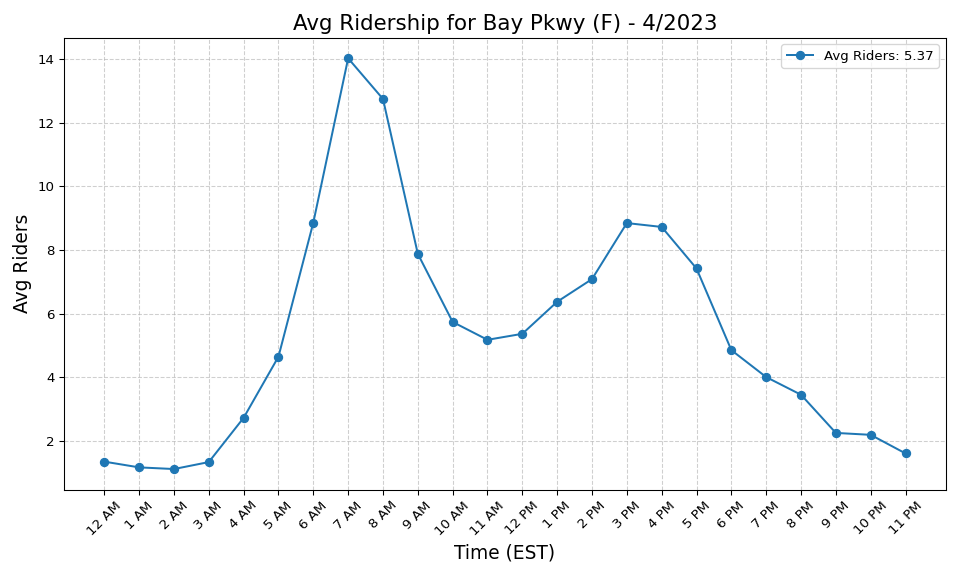 Avg Ridership for Bay Pkwy (F) - 4/2023
Avg Riders: 5.37
14
12
10
8
6
4
2
Avg Riders
12 AM
1 AM
2 AM
3 AM
4 AM
5 AM
6 AM
7 AM
8 AM
9 AM
10 AM
11 AM
12 PM
1 PM
2 PM
3 PM
4 PM
5 PM
6 PM
7 PM
8 PM
9 PM
10 PM
11 PM
Time (EST)